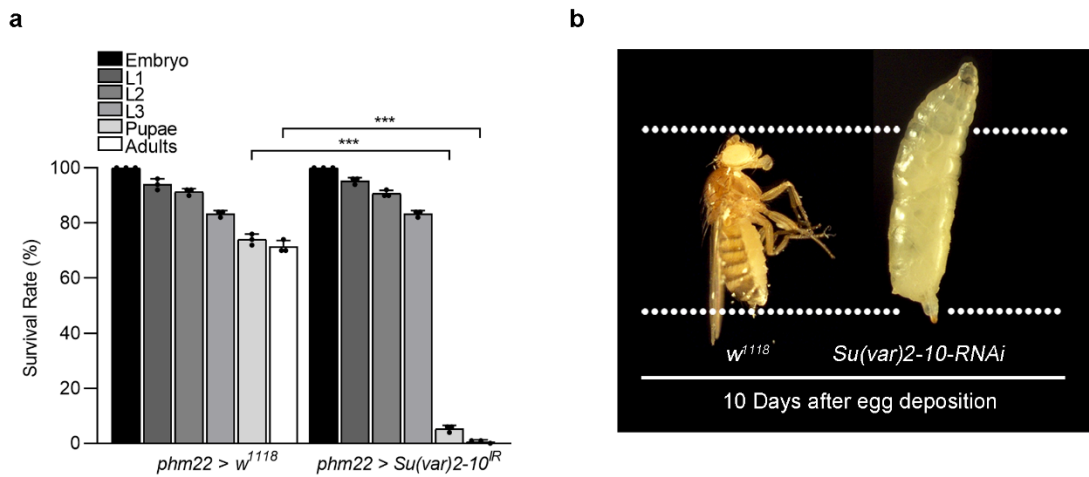 a
Embryo
L1
L2
L3
Pupae
Adults
***
***
100
80
60
40
20
0
Survival Rate (%)
phm22 > w1118
phm22 > Su(var)2-10IR
b
w1118
Su(var)2-10-RNAi
10 Days after egg deposition